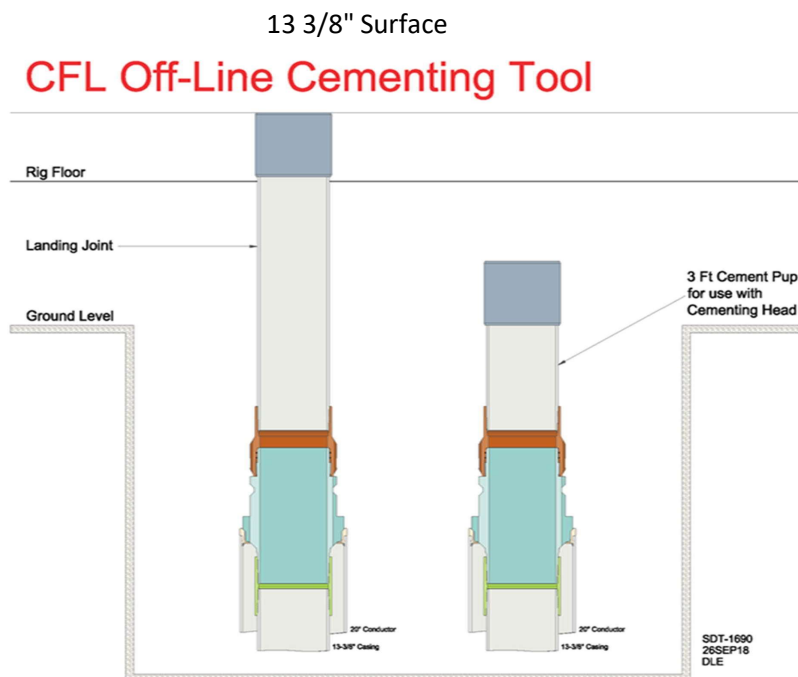 13 3/8" Surface
CFL Off-Line Cementing Tool
Rig Floor
Landing Joint
Ground Level
3 Ft Cement Pup
for use with
Cementing Head
20" Conductor
13-3/8" Casing
20" Conductor
13-3/8" Casing
SDT-1690
26SEP18
DLE